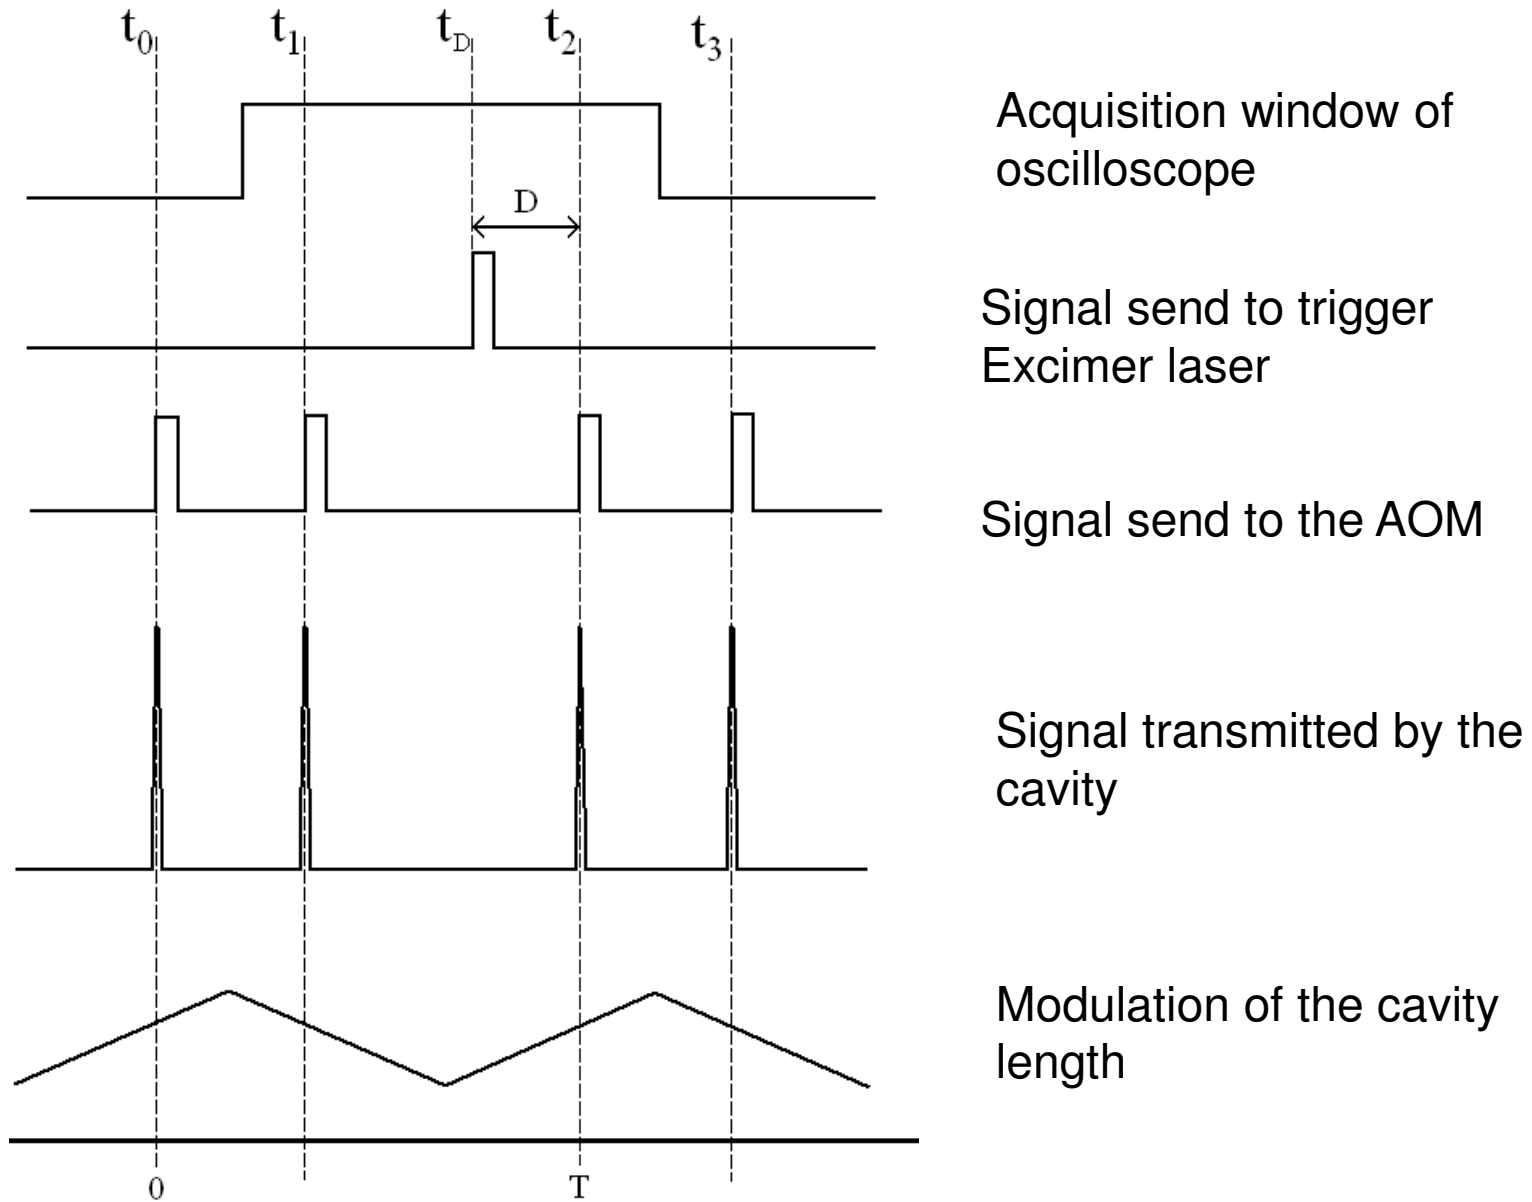 t0 t1 tD t2 t3
Acquisition window of
oscilloscope
D
Signal send to trigger
Excimer laser
Signal send to the AOM
Signal transmitted by the
cavity
Modulation of the cavity
length
0 T